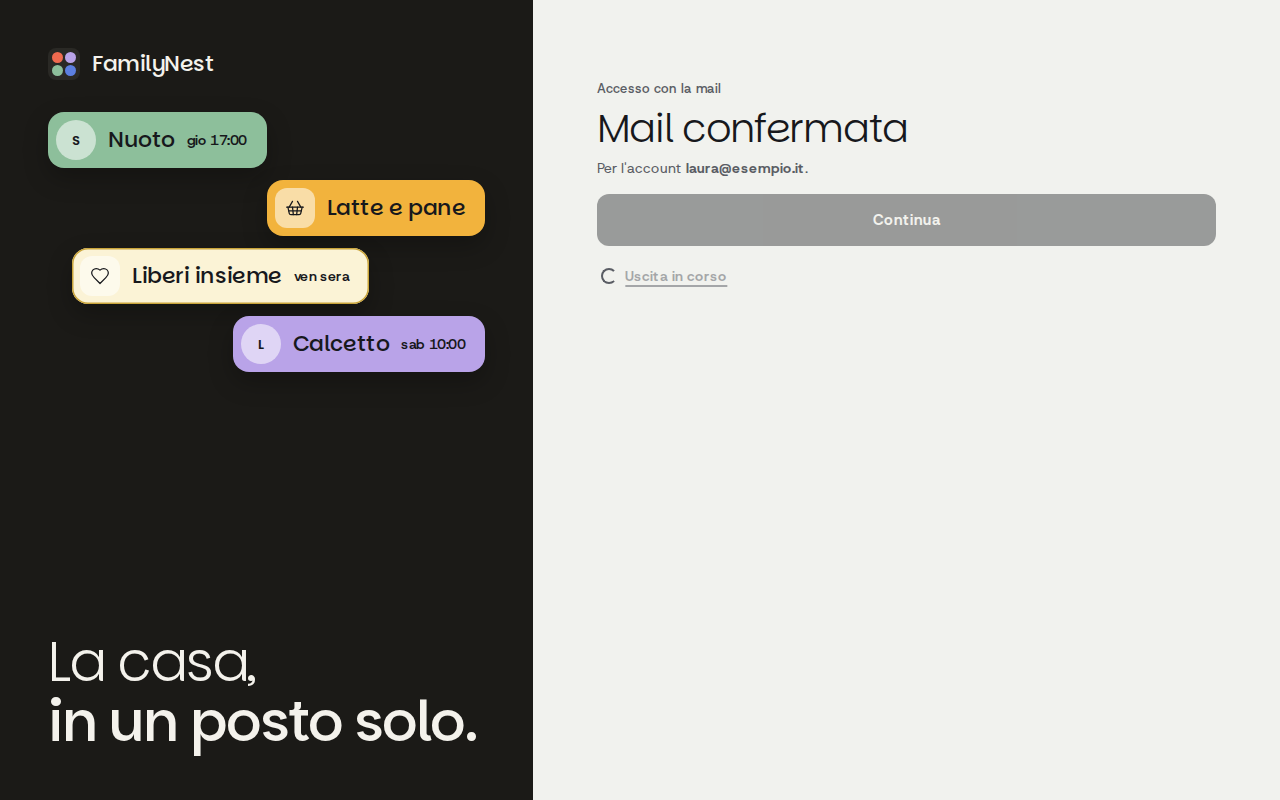 FamilyNest
S Nuoto gio 17:00
Latte e pane
Liberi insieme ven sera
L Calcetto sab 10:00
La casa,
in un posto solo.
Accesso con la mail
Mail confermata
Per l'account laura@esempio.it.
Continua
Uscita in corso